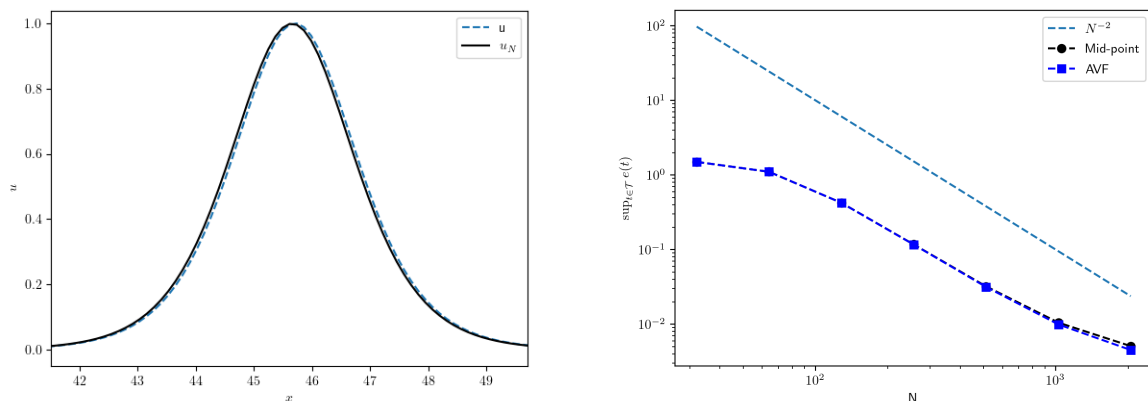 1.0
0.8
0.6
0.4
0.2
0.0
u
u
u_N
42 43 44 45 46 47 48 49
x
10^2
10^1
10^0
10^{-1}
10^{-2}
sup_{t∈𝒯} e(t)
N^{-2}
Mid-point
AVF
10^2 10^3
N